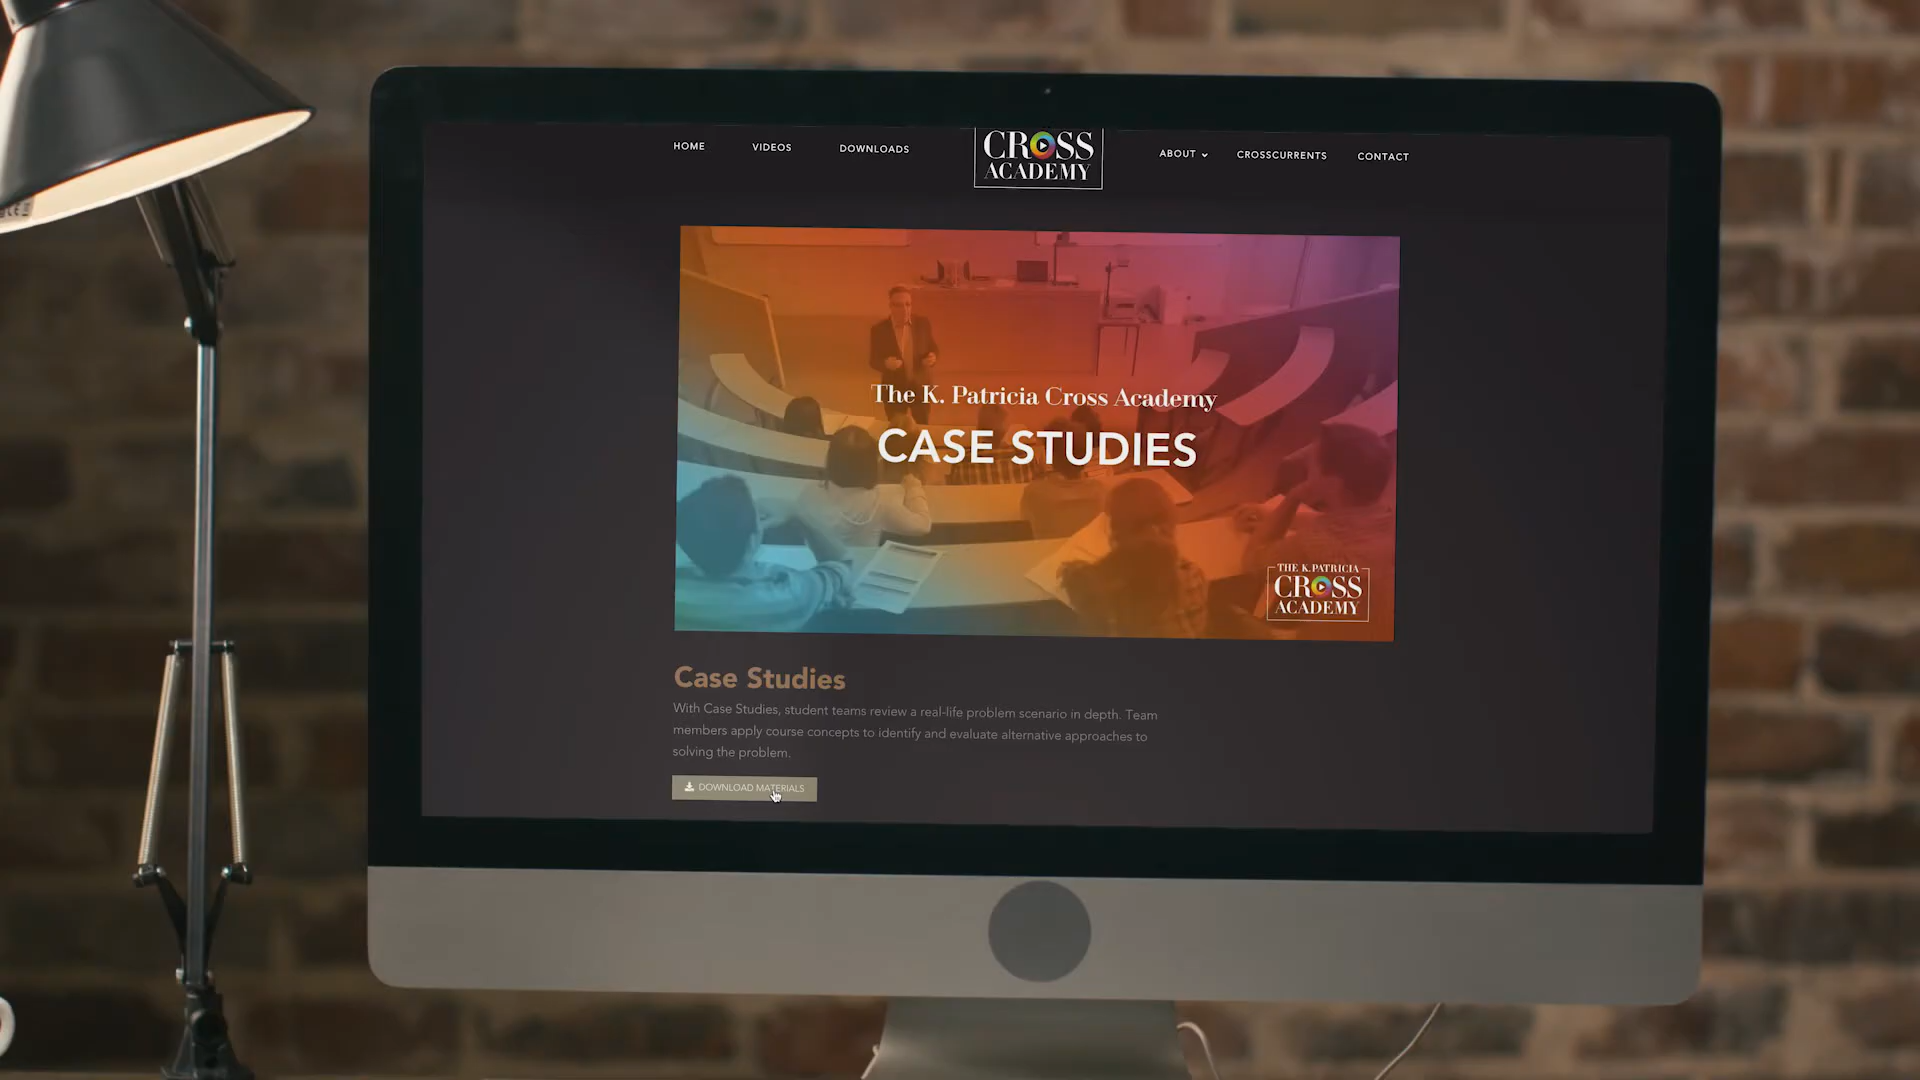 HOME VIDEOS DOWNLOADS
CROSS
ACADEMY
ABOUT CROSSCURRENTS CONTACT
The K. Patricia Cross Academy
CASE STUDIES
THE K. PATRICIA
CROSS
ACADEMY
Case Studies
With Case Studies, student teams review a real-life problem scenario in depth. Team
members apply course concepts to identify and evaluate alternative approaches to
solving the problem.
DOWNLOAD MATERIALS